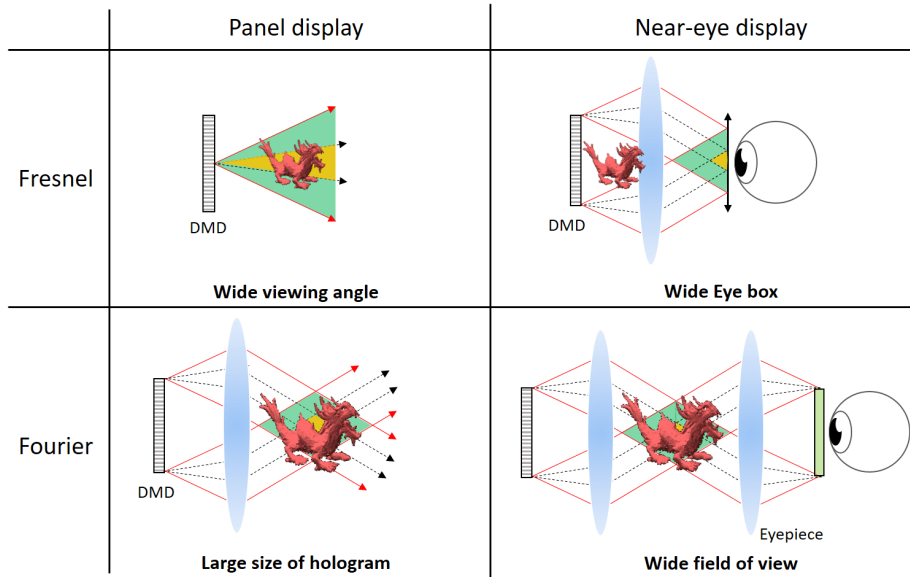 Panel display
Near-eye display
Fresnel
DMD
Wide viewing angle
DMD
Wide Eye box
Fourier
DMD
Large size of hologram
Eyepiece
Wide field of view